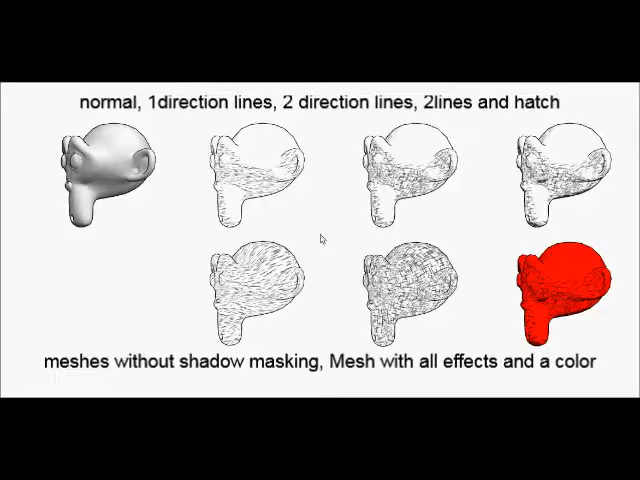 normal, 1direction lines, 2 direction lines, 2lines and hatch
meshes without shadow masking, Mesh with all effects and a color